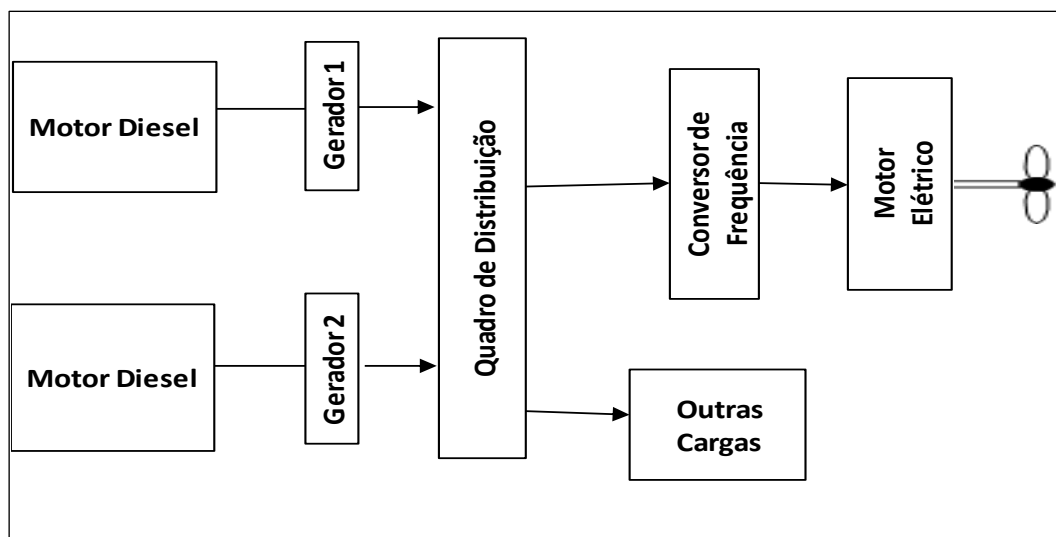 Motor Diesel
Gerador 1
Motor Diesel
Gerador 2
Quadro de Distribuição
Conversor de
Frequência
Motor
Elétrico
Outras
Cargas